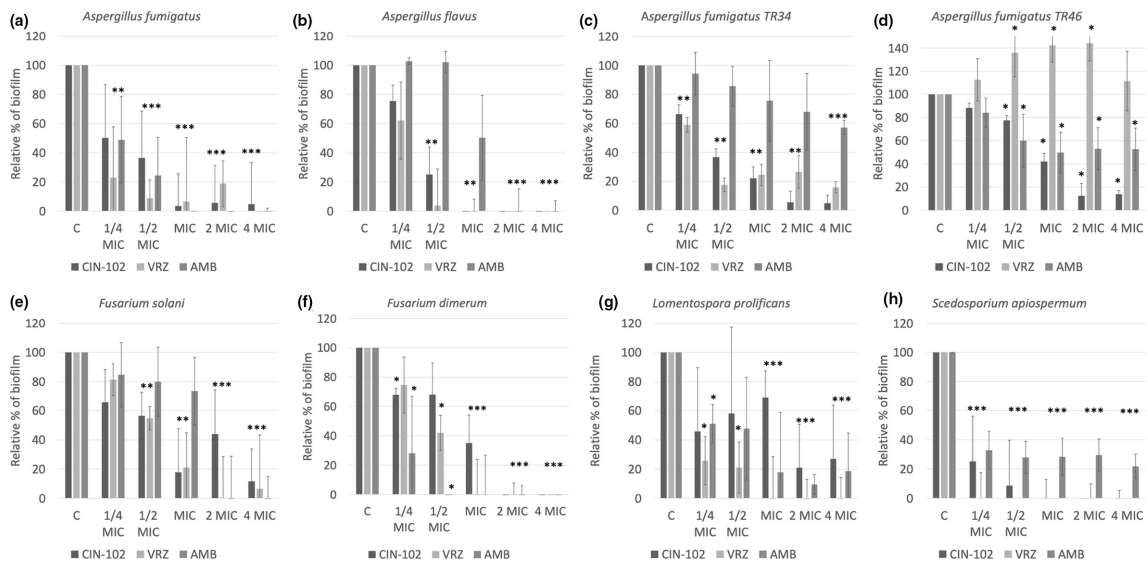 (a) Aspergillus fumigatus
Relative % of biofilm
120
100
80
60
40
20
0
** *** *** *** ***
C 1/4 MIC 1/2 MIC MIC 2 MIC 4 MIC
CIN-102 VRZ AMB
(b) Aspergillus flavus
Relative % of biofilm
120
100
80
60
40
20
0
** ** *** ***
C 1/4 MIC 1/2 MIC MIC 2 MIC 4 MIC
CIN-102 VRZ AMB
(c) Aspergillus fumigatus TR34
Relative % of biofilm
120
100
80
60
40
20
0
** ** ** ** ***
C 1/4 MIC 1/2 MIC MIC 2 MIC 4 MIC
CIN-102 VRZ AMB
(d) Aspergillus fumigatus TR46
Relative % of biofilm
140
120
100
80
60
40
20
0
* * * * * * * * * * *
C 1/4 MIC 1/2 MIC MIC 2 MIC 4 MIC
CIN-102 VRZ AMB
(e) Fusarium solani
Relative % of biofilm
120
100
80
60
40
20
0
** ** *** ***
C 1/4 MIC 1/2 MIC MIC 2 MIC 4 MIC
CIN-102 VRZ AMB
(f) Fusarium dimerum
Relative % of biofilm
120
100
80
60
40
20
0
* * * * *** *** ***
C 1/4 MIC 1/2 MIC MIC 2 MIC 4 MIC
CIN-102 VRZ AMB
(g) Lomentospora prolificans
Relative % of biofilm
120
100
80
60
40
20
0
* * * *** *** ***
C 1/4 MIC 1/2 MIC MIC 2 MIC 4 MIC
CIN-102 VRZ AMB
(h) Scedosporium apiospermum
Relative % of biofilm
120
100
80
60
40
20
0
*** *** *** *** ***
C 1/4 MIC 1/2 MIC MIC 2 MIC 4 MIC
CIN-102 VRZ AMB